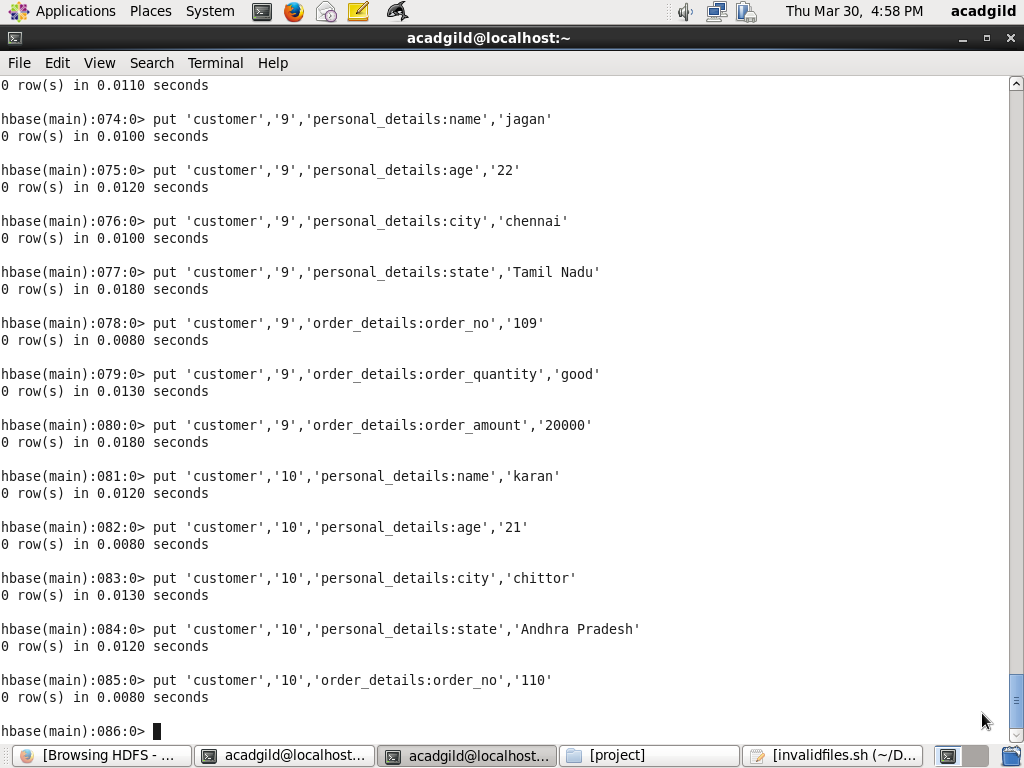 Applications Places System Thu Mar 30, 4:58 PM acadgild
acadgild@localhost:~
File Edit View Search Terminal Help
0 row(s) in 0.0110 seconds
hbase(main):074:0> put 'customer','9','personal_details:name','jagan'
0 row(s) in 0.0100 seconds
hbase(main):075:0> put 'customer','9','personal_details:age','22'
0 row(s) in 0.0120 seconds
hbase(main):076:0> put 'customer','9','personal_details:city','chennai'
0 row(s) in 0.0100 seconds
hbase(main):077:0> put 'customer','9','personal_details:state','Tamil Nadu'
0 row(s) in 0.0180 seconds
hbase(main):078:0> put 'customer','9','order_details:order_no','109'
0 row(s) in 0.0080 seconds
hbase(main):079:0> put 'customer','9','order_details:order_quantity','good'
0 row(s) in 0.0130 seconds
hbase(main):080:0> put 'customer','9','order_details:order_amount','20000'
0 row(s) in 0.0180 seconds
hbase(main):081:0> put 'customer','10','personal_details:name','karan'
0 row(s) in 0.0120 seconds
hbase(main):082:0> put 'customer','10','personal_details:age','21'
0 row(s) in 0.0080 seconds
hbase(main):083:0> put 'customer','10','personal_details:city','chittor'
0 row(s) in 0.0130 seconds
hbase(main):084:0> put 'customer','10','personal_details:state','Andhra Pradesh'
0 row(s) in 0.0120 seconds
hbase(main):085:0> put 'customer','10','order_details:order_no','110'
0 row(s) in 0.0080 seconds
hbase(main):086:0>
[Browsing HDFS - ... acadgild@localhost... acadgild@localhost... [project] [invalidfiles.sh (~/D...